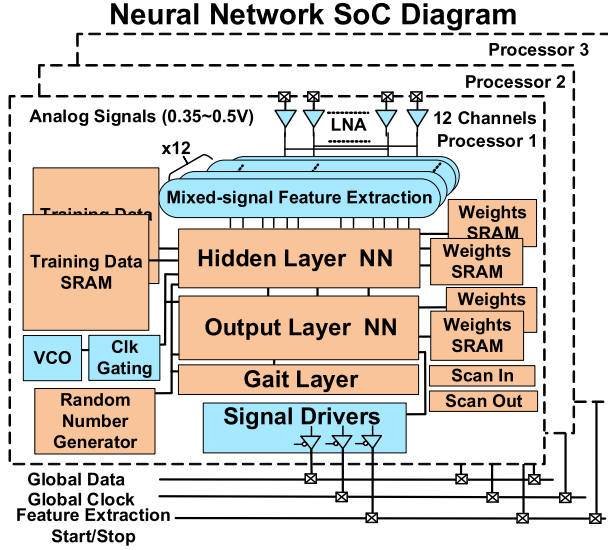 Neural Network SoC Diagram
Processor 3
Processor 2
Analog Signals (0.35~0.5V)
LNA
12 Channels
Processor 1
x12
Mixed-signal Feature Extraction
Training Data
Training Data
SRAM
Weights
SRAM
Weights
SRAM
Hidden Layer NN
Weights
Weights
SRAM
Output Layer NN
VCO
Clk
Gating
Gait Layer
Scan In
Scan Out
Random
Number
Generator
Signal Drivers
Global Data
Global Clock
Feature Extraction
Start/Stop